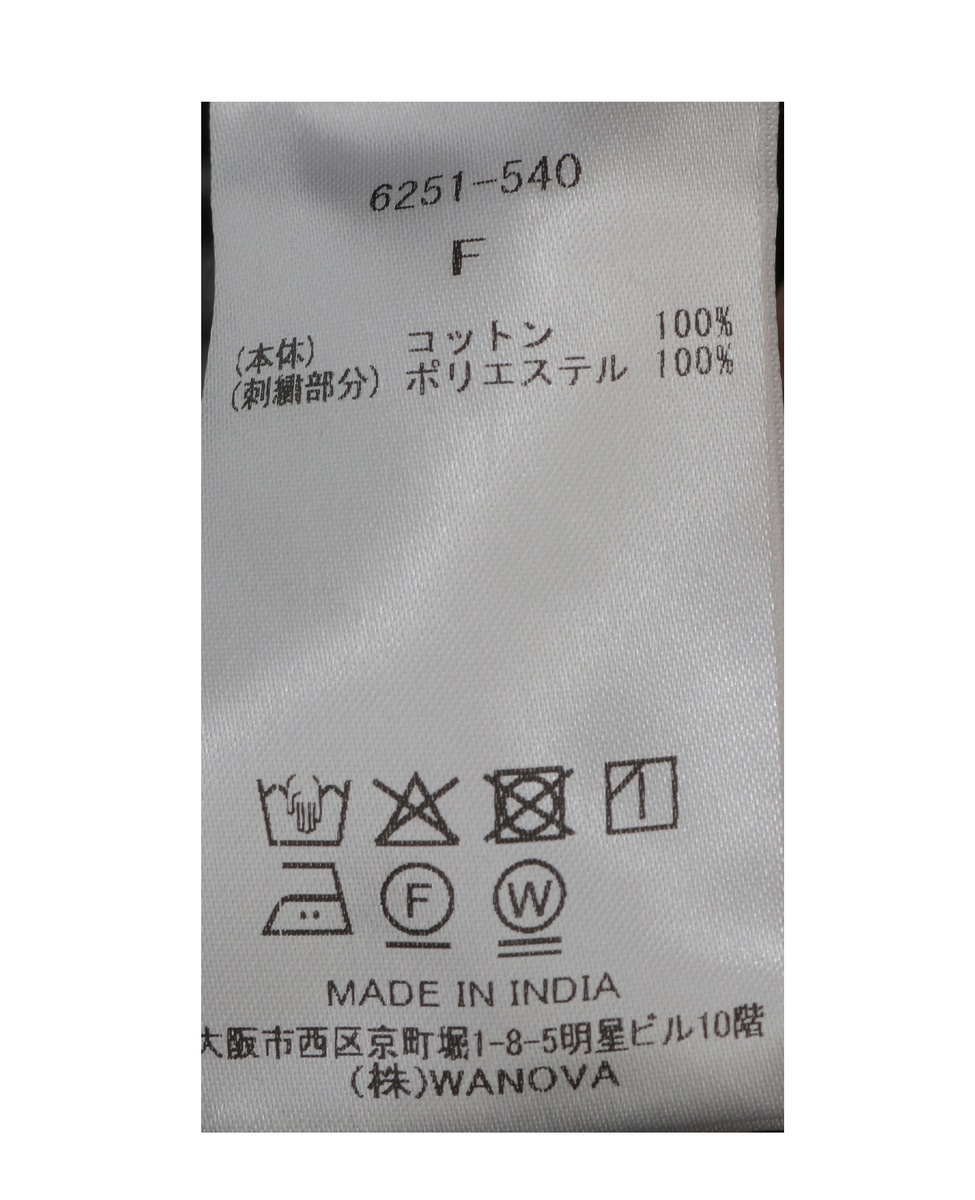 6251-540
F
(本体) コットン 100%
(刺繍部分) ポリエステル 100%
F W
MADE IN INDIA
大阪市西区京町堀1-8-5明星ビル10階
(株)WANOVA